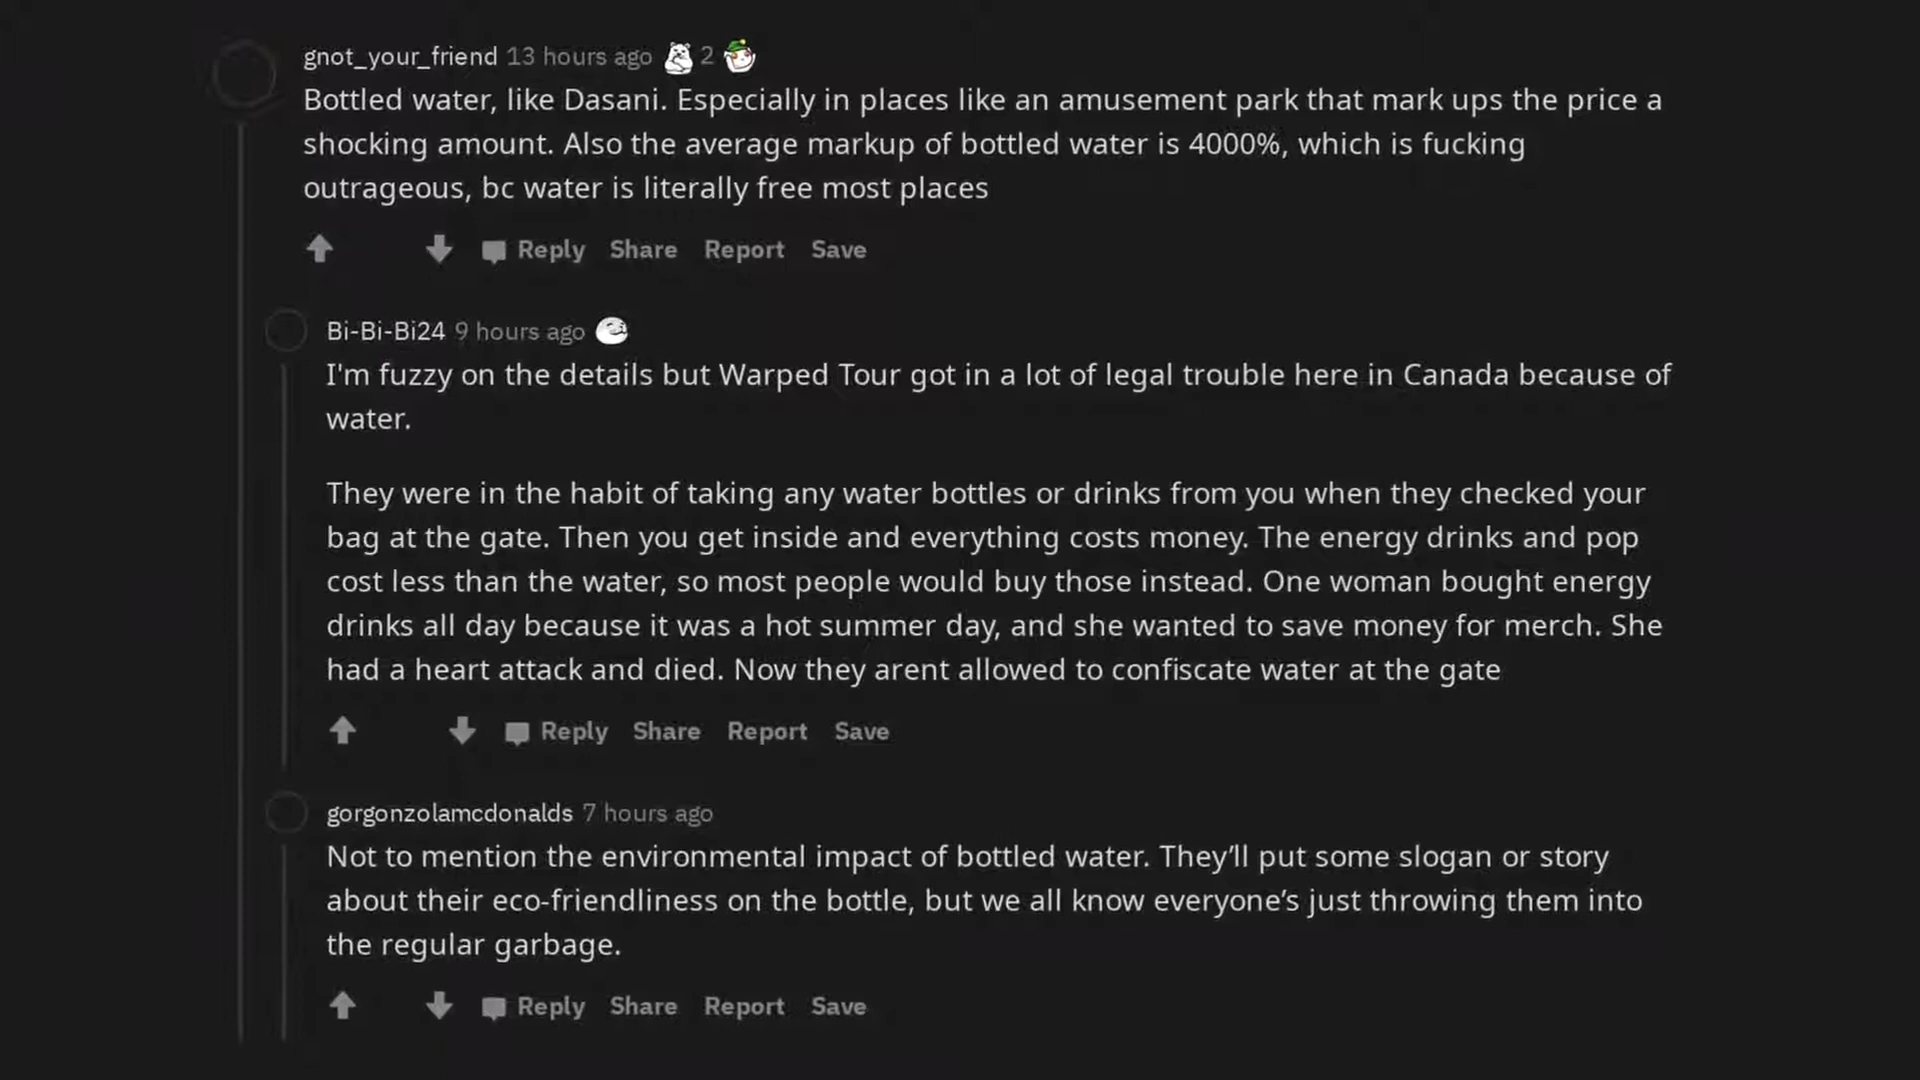 gnot_your_friend 13 hours ago 2
Bottled water, like Dasani. Especially in places like an amusement park that mark ups the price a
shocking amount. Also the average markup of bottled water is 4000%, which is fucking
outrageous, bc water is literally free most places
Reply Share Report Save
Bi-Bi-Bi24 9 hours ago
I'm fuzzy on the details but Warped Tour got in a lot of legal trouble here in Canada because of
water.
They were in the habit of taking any water bottles or drinks from you when they checked your
bag at the gate. Then you get inside and everything costs money. The energy drinks and pop
cost less than the water, so most people would buy those instead. One woman bought energy
drinks all day because it was a hot summer day, and she wanted to save money for merch. She
had a heart attack and died. Now they arent allowed to confiscate water at the gate
Reply Share Report Save
gorgonzolamcdonalds 7 hours ago
Not to mention the environmental impact of bottled water. They’ll put some slogan or story
about their eco-friendliness on the bottle, but we all know everyone’s just throwing them into
the regular garbage.
Reply Share Report Save